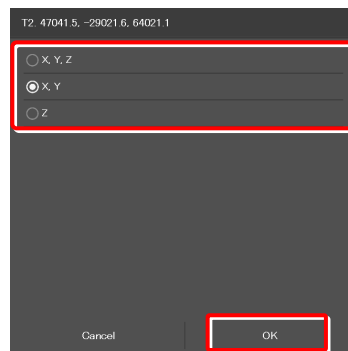 T2. 47041.5, -29021.6, 64021.1
X, Y, Z
X, Y
Z
Cancel
OK